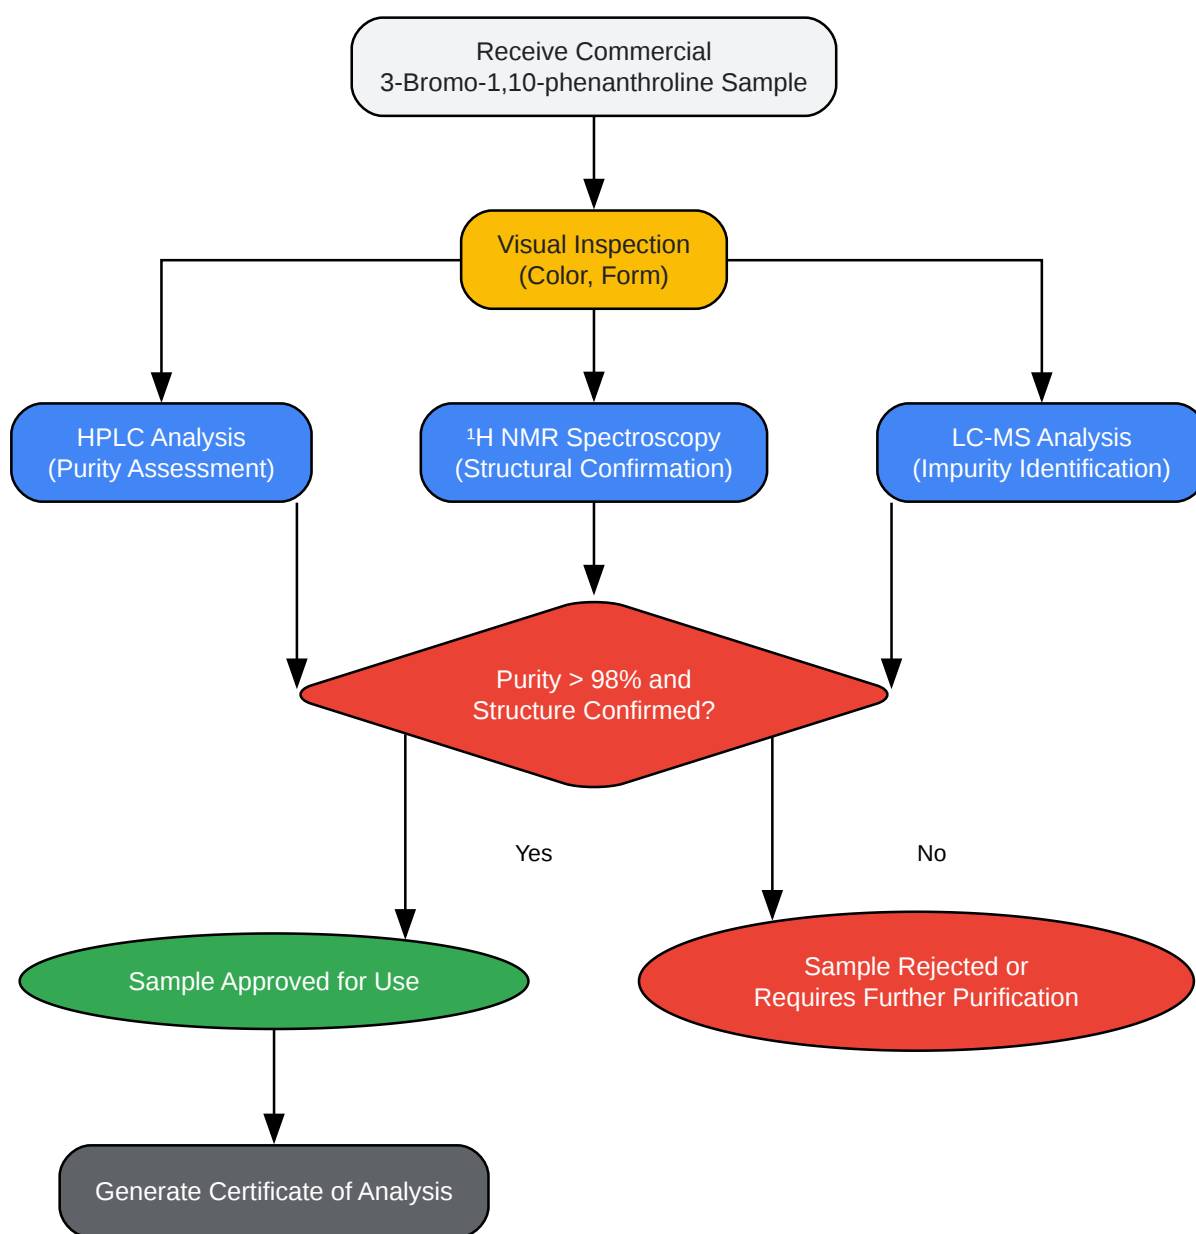 Receive Commercial
3-Bromo-1,10-phenanthroline Sample
Visual Inspection
(Color, Form)
HPLC Analysis
(Purity Assessment)
¹H NMR Spectroscopy
(Structural Confirmation)
LC-MS Analysis
(Impurity Identification)
Purity > 98% and
Structure Confirmed?
Yes
No
Sample Approved for Use
Sample Rejected or
Requires Further Purification
Generate Certificate of Analysis